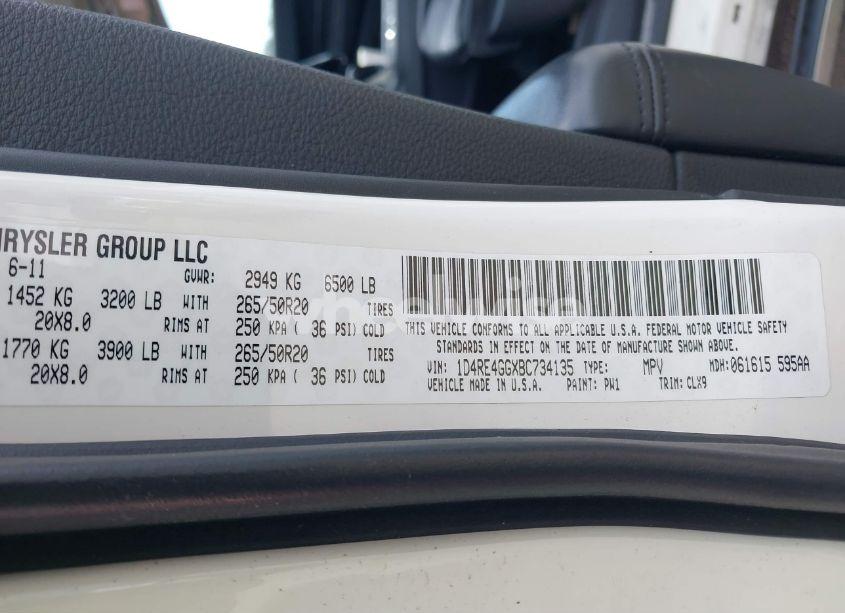 HRYSLER GROUP LLC
6-11 GVWR: 2949 KG 6500 LB
1452 KG 3200 LB WITH 265/50R20 TIRES
20X8.0 RIMS AT 250 KPA ( 36 PSI) COLD
1770 KG 3900 LB WITH 265/50R20 TIRES
20X8.0 RIMS AT 250 KPA ( 36 PSI) COLD
THIS VEHICLE CONFORMS TO ALL APPLICABLE U.S.A. FEDERAL MOTOR VEHICLE SAFETY
STANDARDS IN EFFECT ON THE DATE OF MANUFACTURE SHOWN ABOVE.
VIN: 1D4RE4GGXBC734135 TYPE: MPV MDH: 061615 595AA
VEHICLE MADE IN U.S.A. PAINT: PW1 TRIM: CLX9